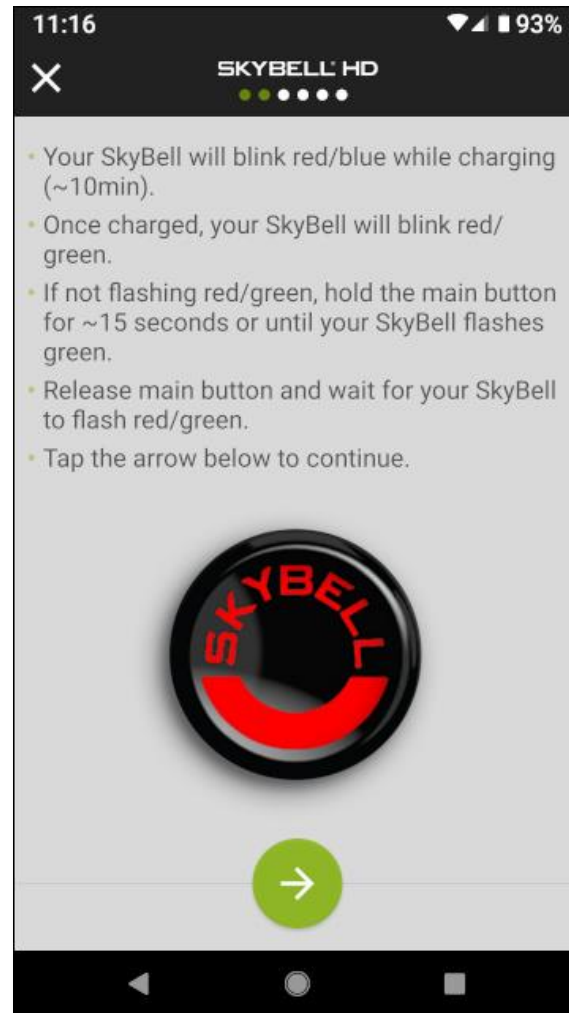 11:16
93%
SKYBELL HD
• Your SkyBell will blink red/blue while charging
(~10min).
• Once charged, your SkyBell will blink red/
green.
• If not flashing red/green, hold the main button
for ~15 seconds or until your SkyBell flashes
green.
• Release main button and wait for your SkyBell
to flash red/green.
• Tap the arrow below to continue.
SKYBELL